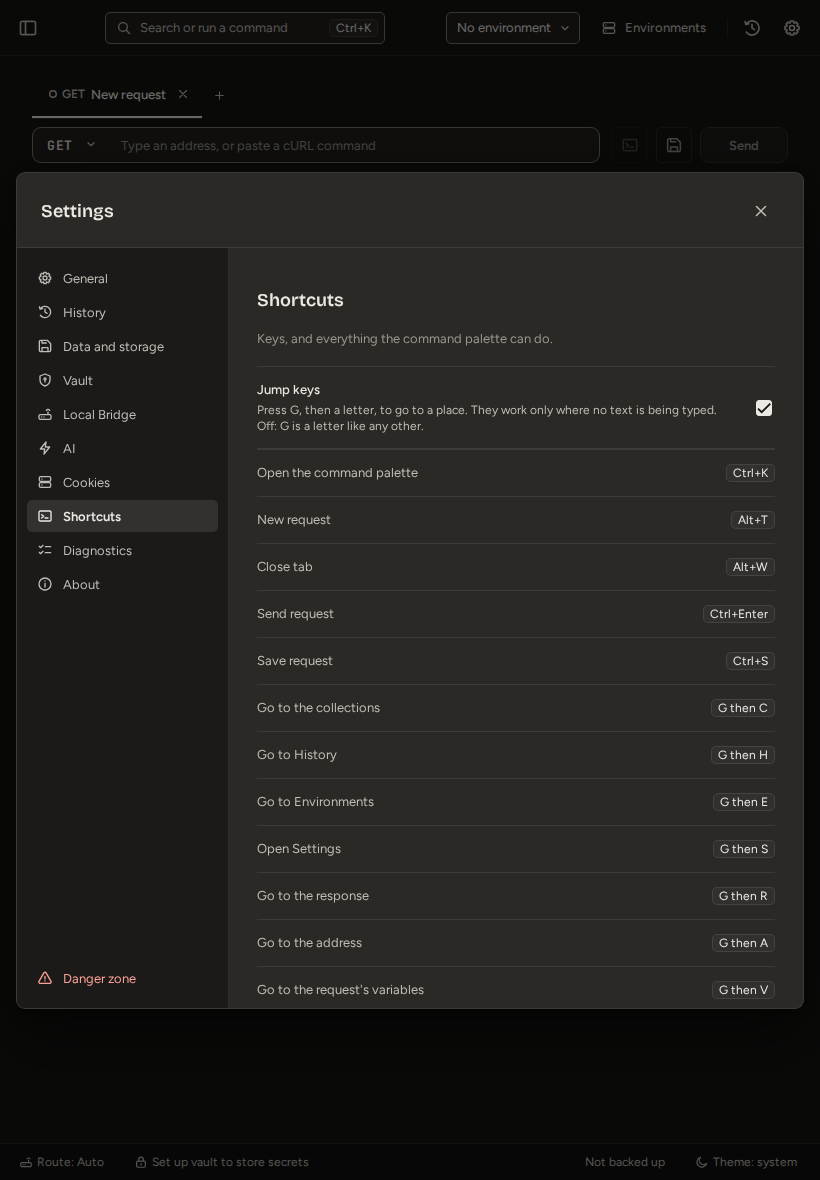 Search or run a command Ctrl+K No environment Environments
GET New request
GET Type an address, or paste a cURL command Send
Settings
General
History
Data and storage
Vault
Local Bridge
AI
Cookies
Shortcuts
Diagnostics
About
Danger zone
Shortcuts
Keys, and everything the command palette can do.
Jump keys
Press G, then a letter, to go to a place. They work only where no text is being typed.
Off: G is a letter like any other.
Open the command palette Ctrl+K
New request Alt+T
Close tab Alt+W
Send request Ctrl+Enter
Save request Ctrl+S
Go to the collections G then C
Go to History G then H
Go to Environments G then E
Open Settings G then S
Go to the response G then R
Go to the address G then A
Go to the request's variables G then V
Route: Auto Set up vault to store secrets Not backed up Theme: system